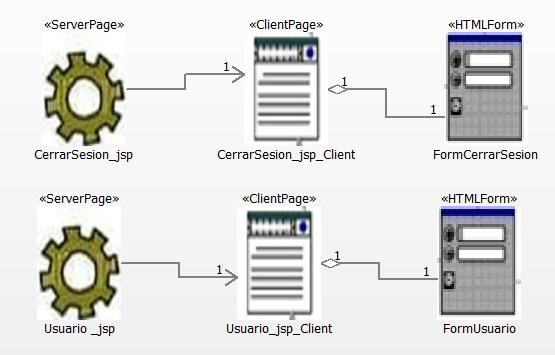 «ServerPage» «ClientPage» «HTMLForm»
1 1 1
CerrarSesion_jsp CerrarSesion_jsp_Client FormCerrarSesion
«ServerPage» «ClientPage» «HTMLForm»
1 1 1
Usuario _jsp Usuario_jsp_Client FormUsuario